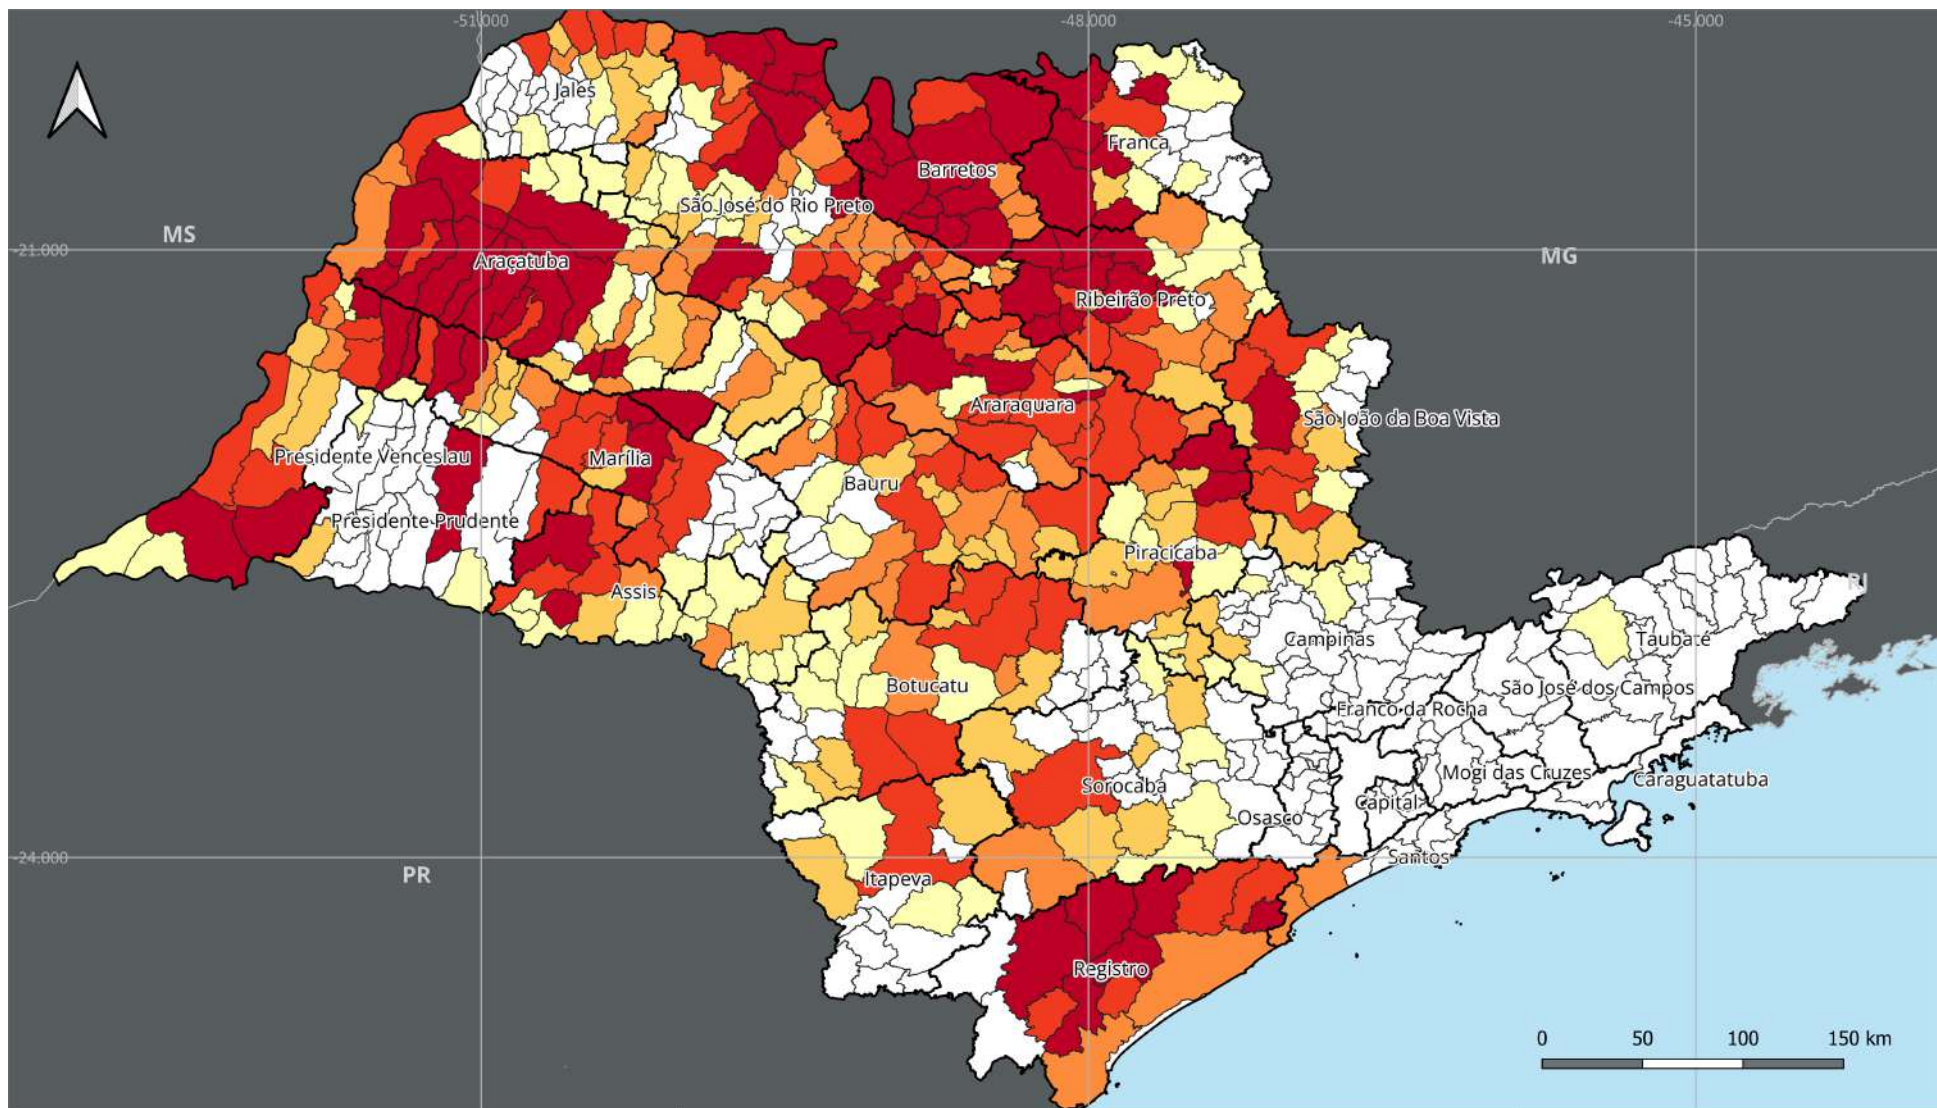 -51.000
-48.000
-45.000
Jales
Franca
Barretos
São José do Rio Preto
MS
-21.000
MG
Araçatuba
Ribeirão Preto
Araraquara
São João da Boa Vista
Presidente Venceslau
Marília
Bauru
Presidente Prudente
Piracicaba
RJ
Assis
Campinas
Taubaté
Botucatu
São José dos Campos
Franco da Rocha
Mogi das Cruzes
Caraguatatuba
Sorocaba
Capital
Osasco
-24.000
Santos
PR
Itapeva
Registro
0 50 100 150 km